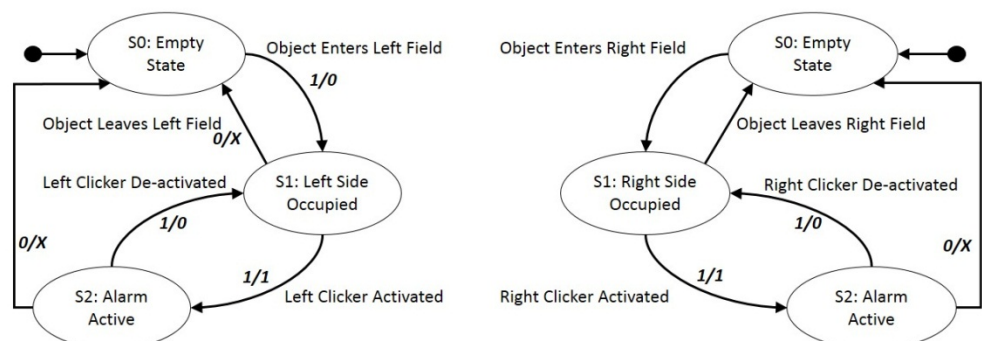 S0: Empty
State
Object Enters Left Field
1/0
Object Leaves Left Field
0/X
S1: Left Side
Occupied
Left Clicker De-activated
1/0
0/X
1/1
Left Clicker Activated
S2: Alarm
Active
Object Enters Right Field
S0: Empty
State
Object Leaves Right Field
S1: Right Side
Occupied
Right Clicker De-activated
1/0
0/X
1/1
Right Clicker Activated
S2: Alarm
Active